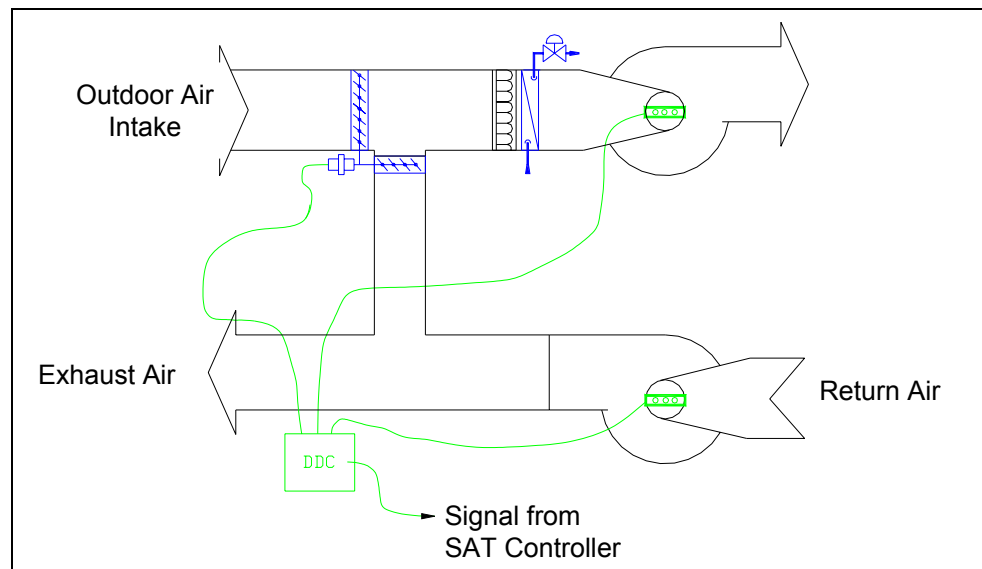 Outdoor Air
Intake
Exhaust Air
Return Air
DDC
Signal from
SAT Controller